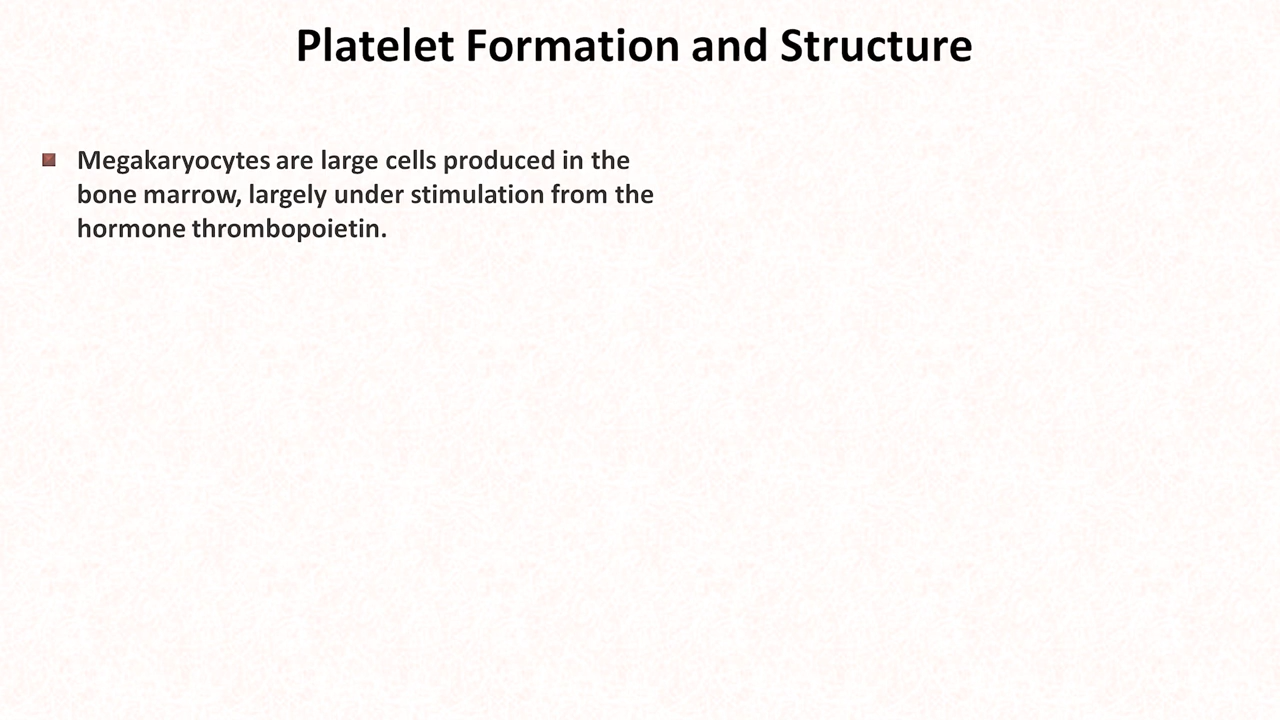 Platelet Formation and Structure
Megakaryocytes are large cells produced in the
bone marrow, largely under stimulation from the
hormone thrombopoietin.